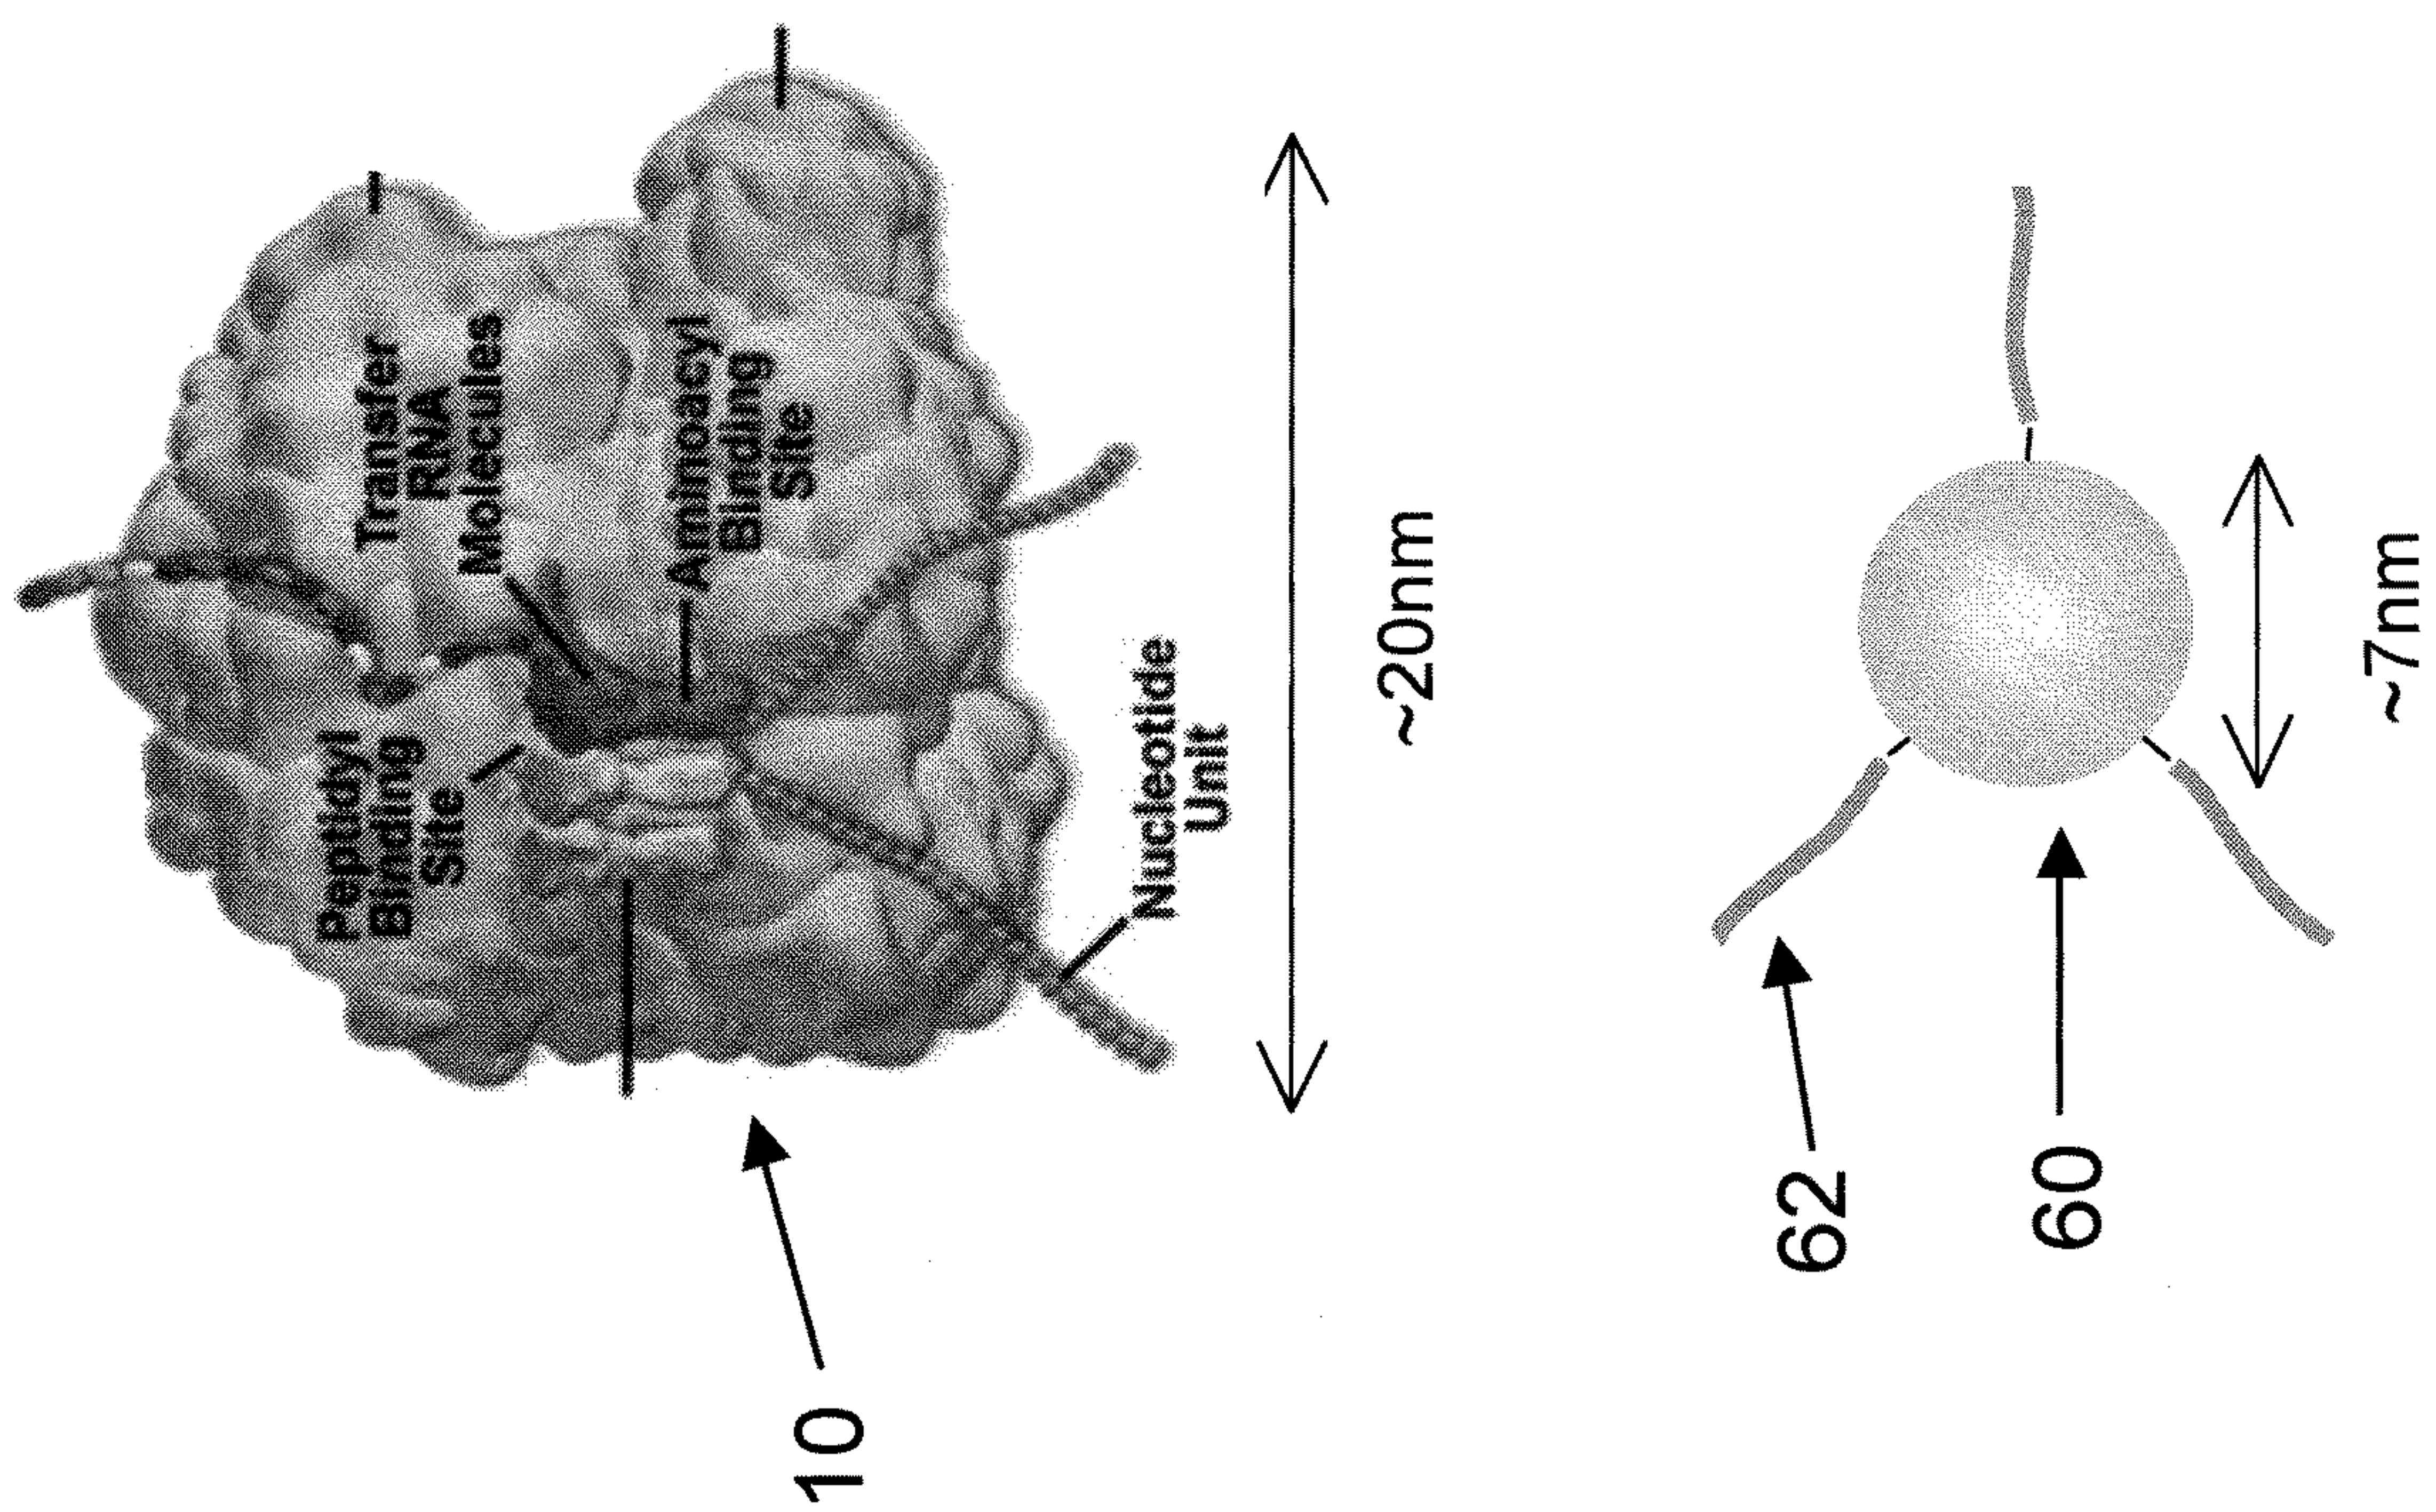 Peptidyl
Binding
Site
Transfer
RNA
Molecules
Aminoacyl
Binding
Site
Nucleotide
Unit
10
~20nm
62
60
~7nm